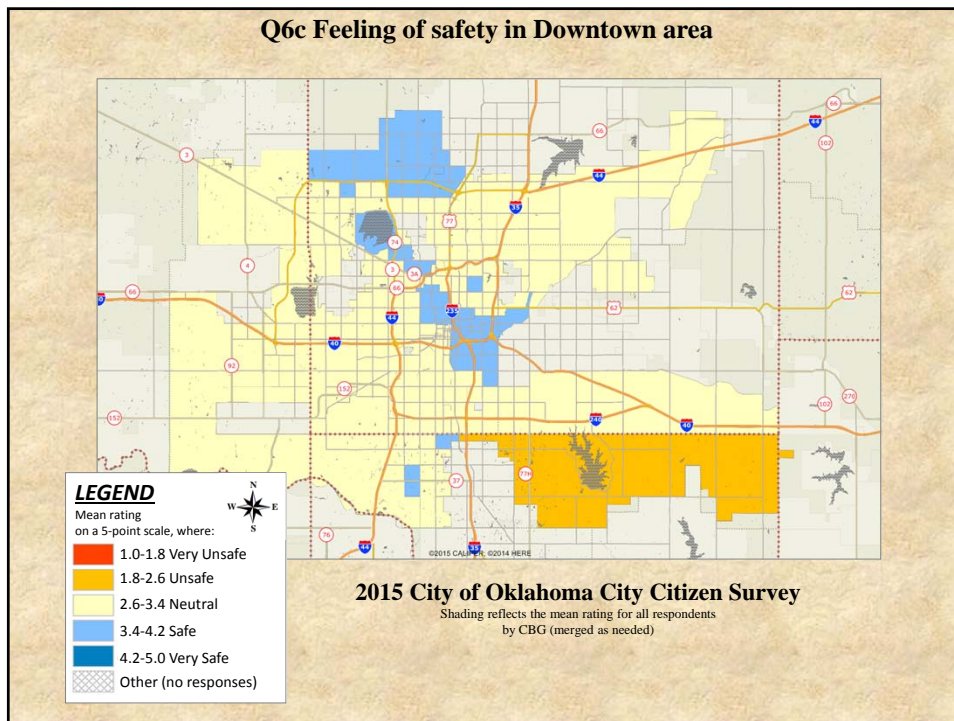 Q6c Feeling of safety in Downtown area
66
44
102
3
66
44
35
77
74
4
3
3A
66
66
235
62
62
44
40
92
152
102
270
152
240
40
37
77H
76
44
35
©2015 CALIPER; ©2014 HERE
LEGEND
Mean rating
on a 5-point scale, where:
N
W
E
S
1.0-1.8 Very Unsafe
1.8-2.6 Unsafe
2.6-3.4 Neutral
3.4-4.2 Safe
4.2-5.0 Very Safe
Other (no responses)
2015 City of Oklahoma City Citizen Survey
Shading reflects the mean rating for all respondents
by CBG (merged as needed)